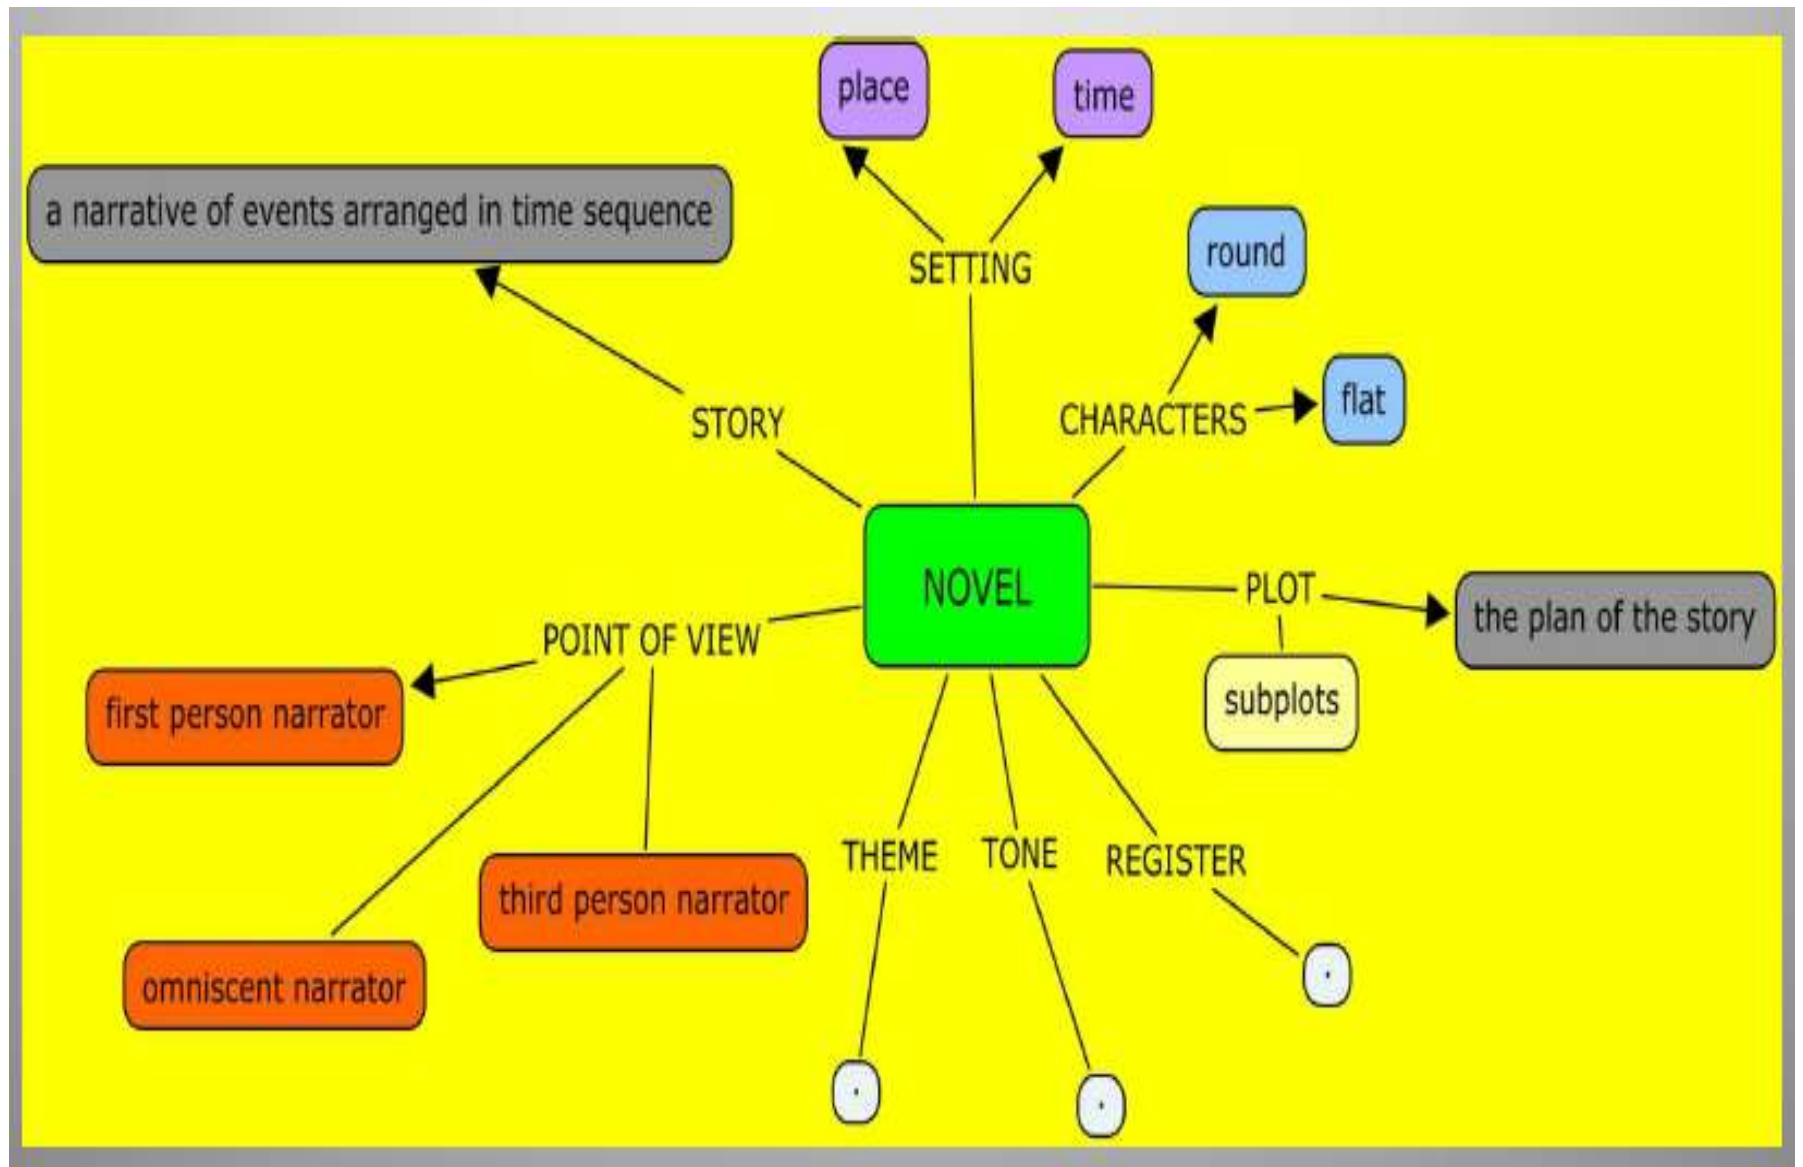 place
time
a narrative of events arranged in time sequence
SETTING
round
flat
STORY
CHARACTERS
NOVEL
PLOT
the plan of the story
POINT OF VIEW
subplots
first person narrator
THEME
TONE
REGISTER
third person narrator
omniscent narrator